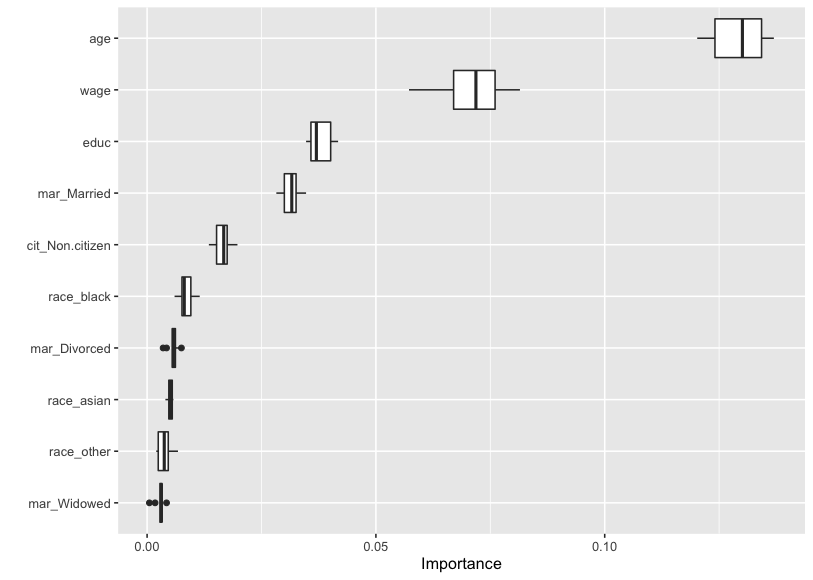 age
wage
educ
mar_Married
cit_Non.citizen
race_black
mar_Divorced
race_asian
race_other
mar_Widowed
0.00 0.05 0.10
Importance